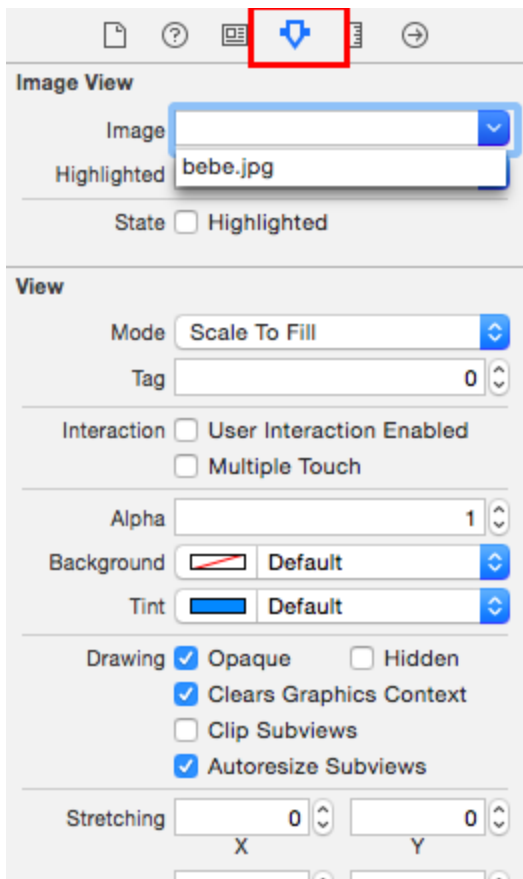 Image View
Image
bebe.jpg
Highlighted
State Highlighted
View
Mode Scale To Fill
Tag 0
Interaction User Interaction Enabled
Multiple Touch
Alpha 1
Background Default
Tint Default
Drawing Opaque Hidden
Clears Graphics Context
Clip Subviews
Autoresize Subviews
Stretching 0 0
X Y